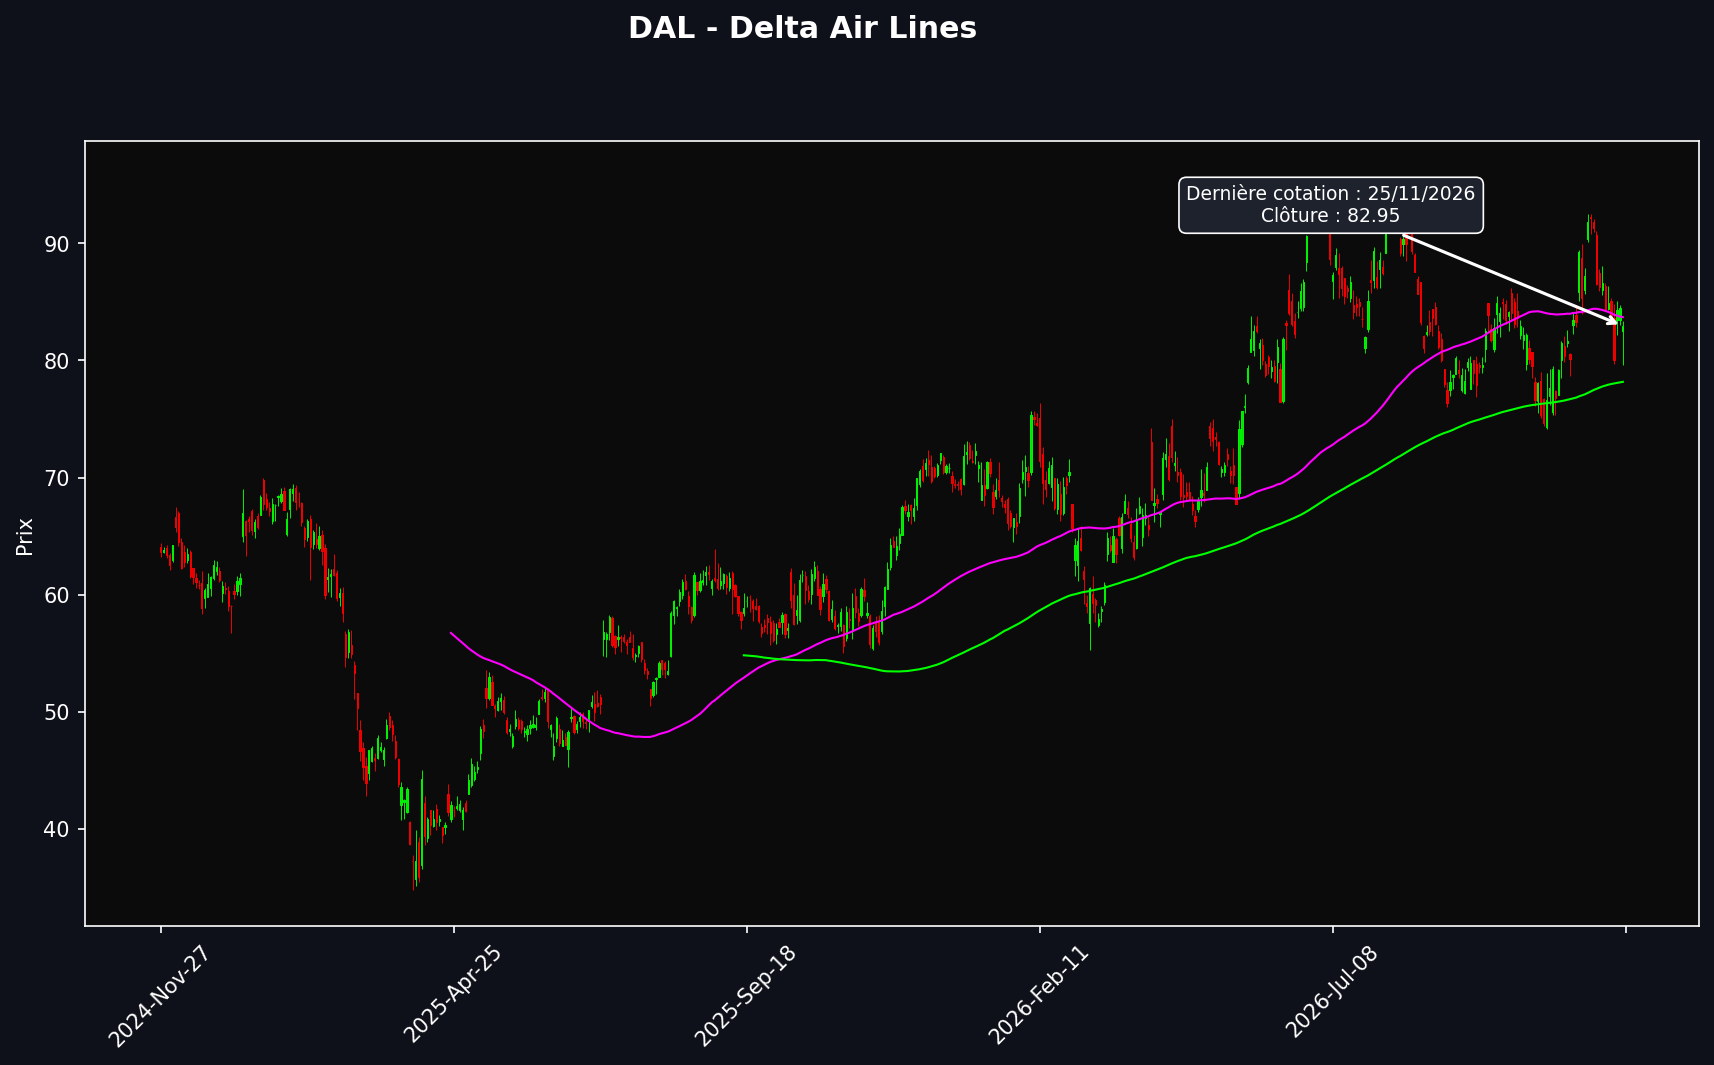 DAL - Delta Air Lines
Dernière cotation : 25/11/2026
Clôture : 82.95
90
80
70
60
50
40
Prix
2024-Nov-27
2025-Apr-25
2025-Sep-18
2026-Feb-11
2026-Jul-08